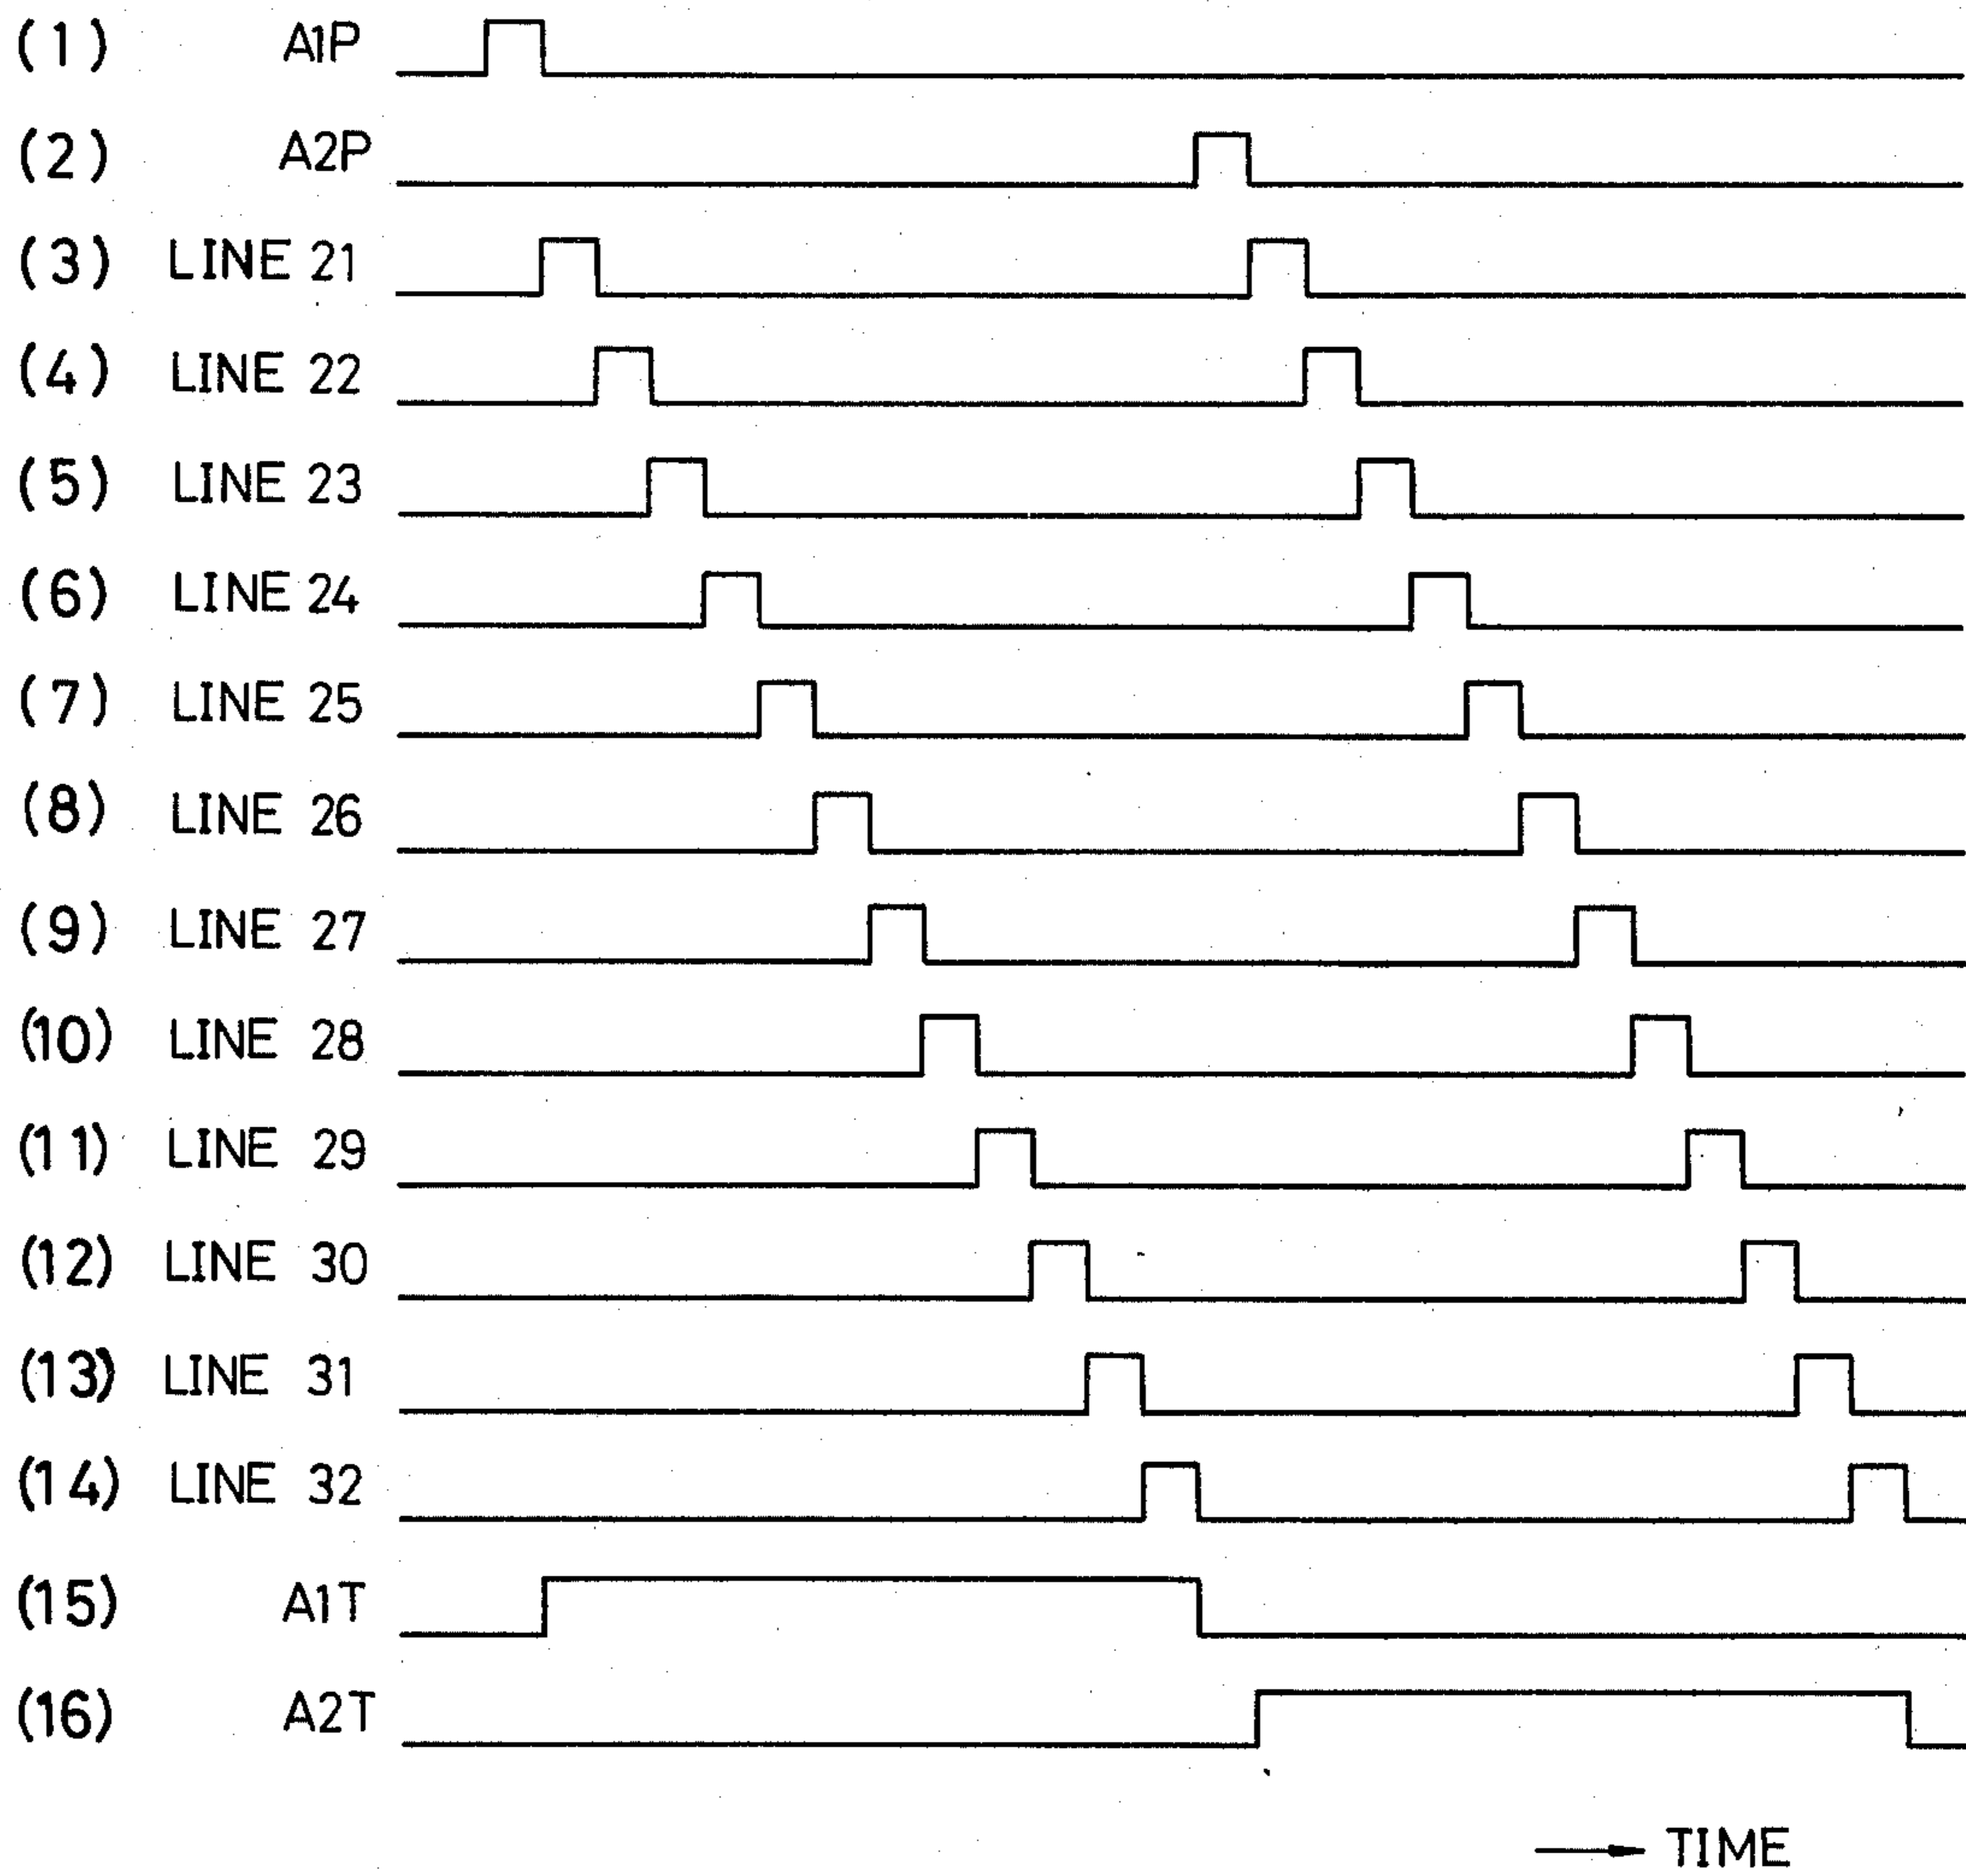 (1) A1P
(2) A2P
(3) LINE 21
(4) LINE 22
(5) LINE 23
(6) LINE 24
(7) LINE 25
(8) LINE 26
(9) LINE 27
(10) LINE 28
(11) LINE 29
(12) LINE 30
(13) LINE 31
(14) LINE 32
(15) A1T
(16) A2T
TIME